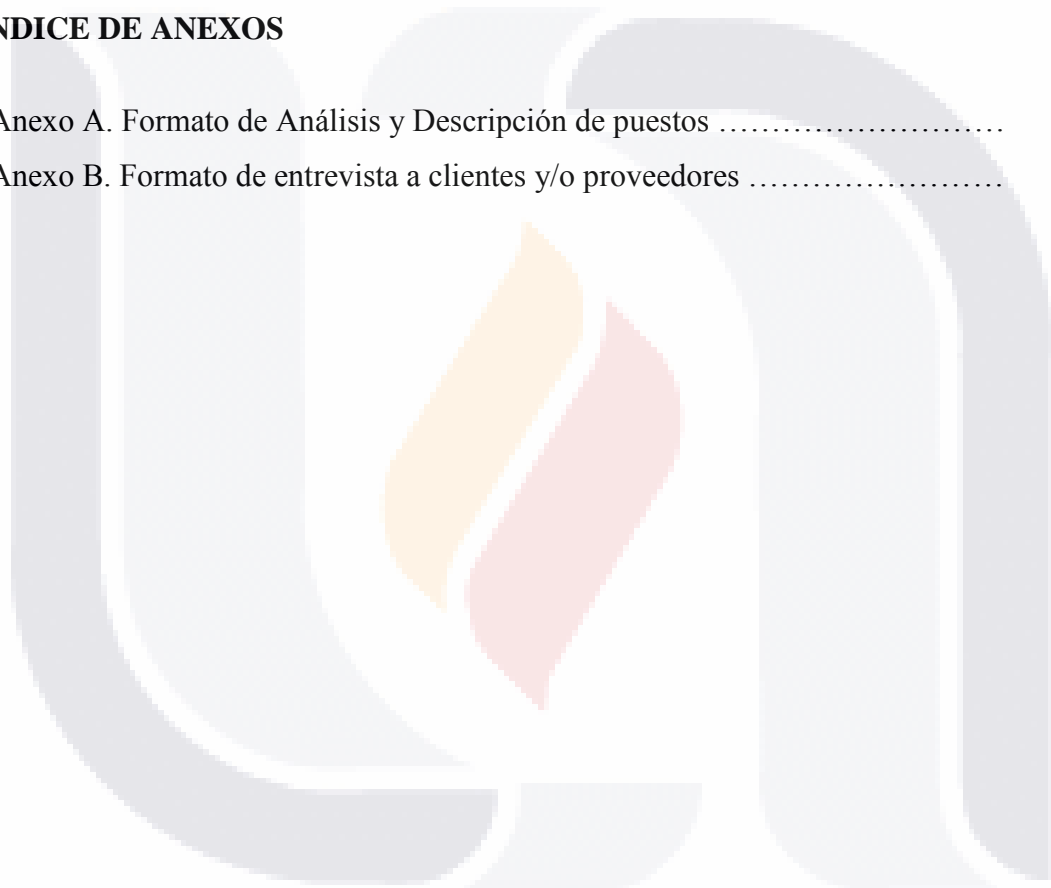 NDICE DE ANEXOS
Anexo A. Formato de Análisis y Descripción de puestos ………………………
Anexo B. Formato de entrevista a clientes y/o proveedores ……………………